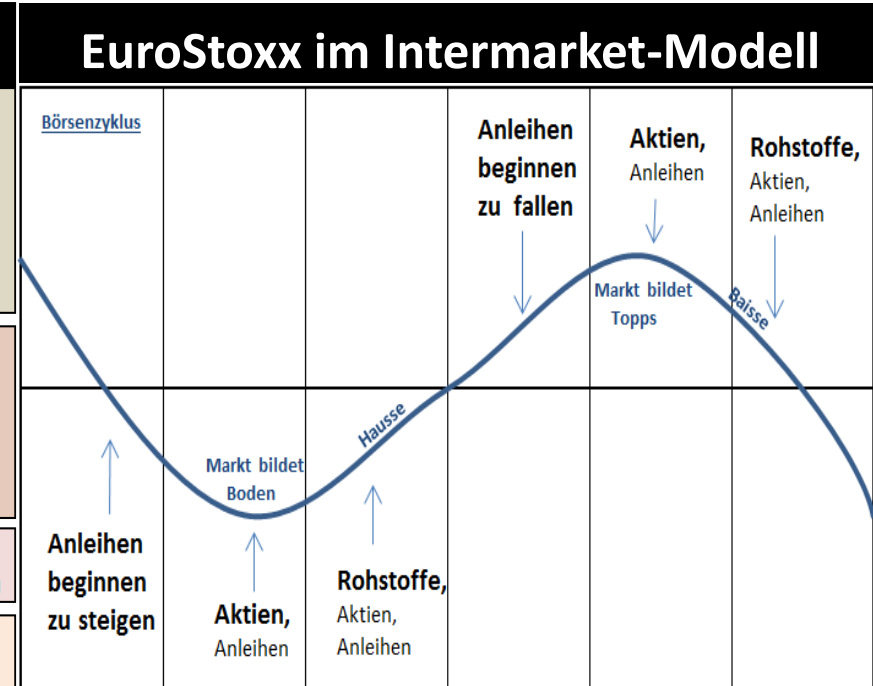 EuroStoxx im Intermarket-Modell
Börsenzyklus
Anleihen
beginnen
zu fallen
Aktien,
Anleihen
Rohstoffe,
Aktien,
Anleihen
Markt bildet
Topps
Baisse
Hausse
Markt bildet
Boden
Anleihen
beginnen
zu steigen
Aktien,
Anleihen
Rohstoffe,
Aktien,
Anleihen